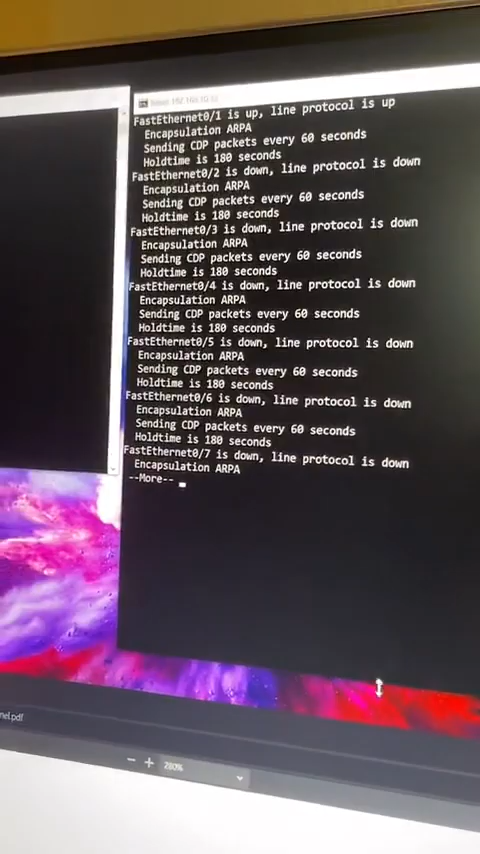 FastEthernet0/1 is up, line protocol is up
Encapsulation ARPA
Sending CDP packets every 60 seconds
Holdtime is 180 seconds
FastEthernet0/2 is down, line protocol is down
Encapsulation ARPA
Sending CDP packets every 60 seconds
Holdtime is 180 seconds
FastEthernet0/3 is down, line protocol is down
Encapsulation ARPA
Sending CDP packets every 60 seconds
Holdtime is 180 seconds
FastEthernet0/4 is down, line protocol is down
Encapsulation ARPA
Sending CDP packets every 60 seconds
Holdtime is 180 seconds
FastEthernet0/5 is down, line protocol is down
Encapsulation ARPA
Sending CDP packets every 60 seconds
Holdtime is 180 seconds
FastEthernet0/6 is down, line protocol is down
Encapsulation ARPA
Sending CDP packets every 60 seconds
Holdtime is 180 seconds
FastEthernet0/7 is down, line protocol is down
Encapsulation ARPA
--More--
nel.pdf